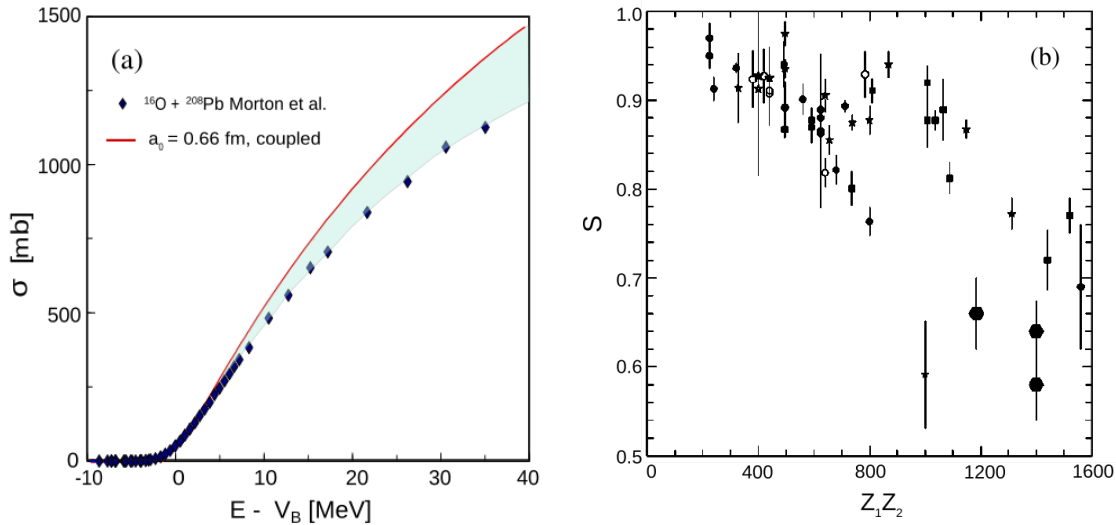 (a)
¹⁶O + ²⁰⁸Pb Morton et al.
a₀ = 0.66 fm, coupled
σ [mb]
1500
1000
500
0
-10
0
10
20
30
40
E - V_B [MeV]
(b)
S
1.0
0.9
0.8
0.7
0.6
0.5
0
400
800
1200
1600
Z₁Z₂